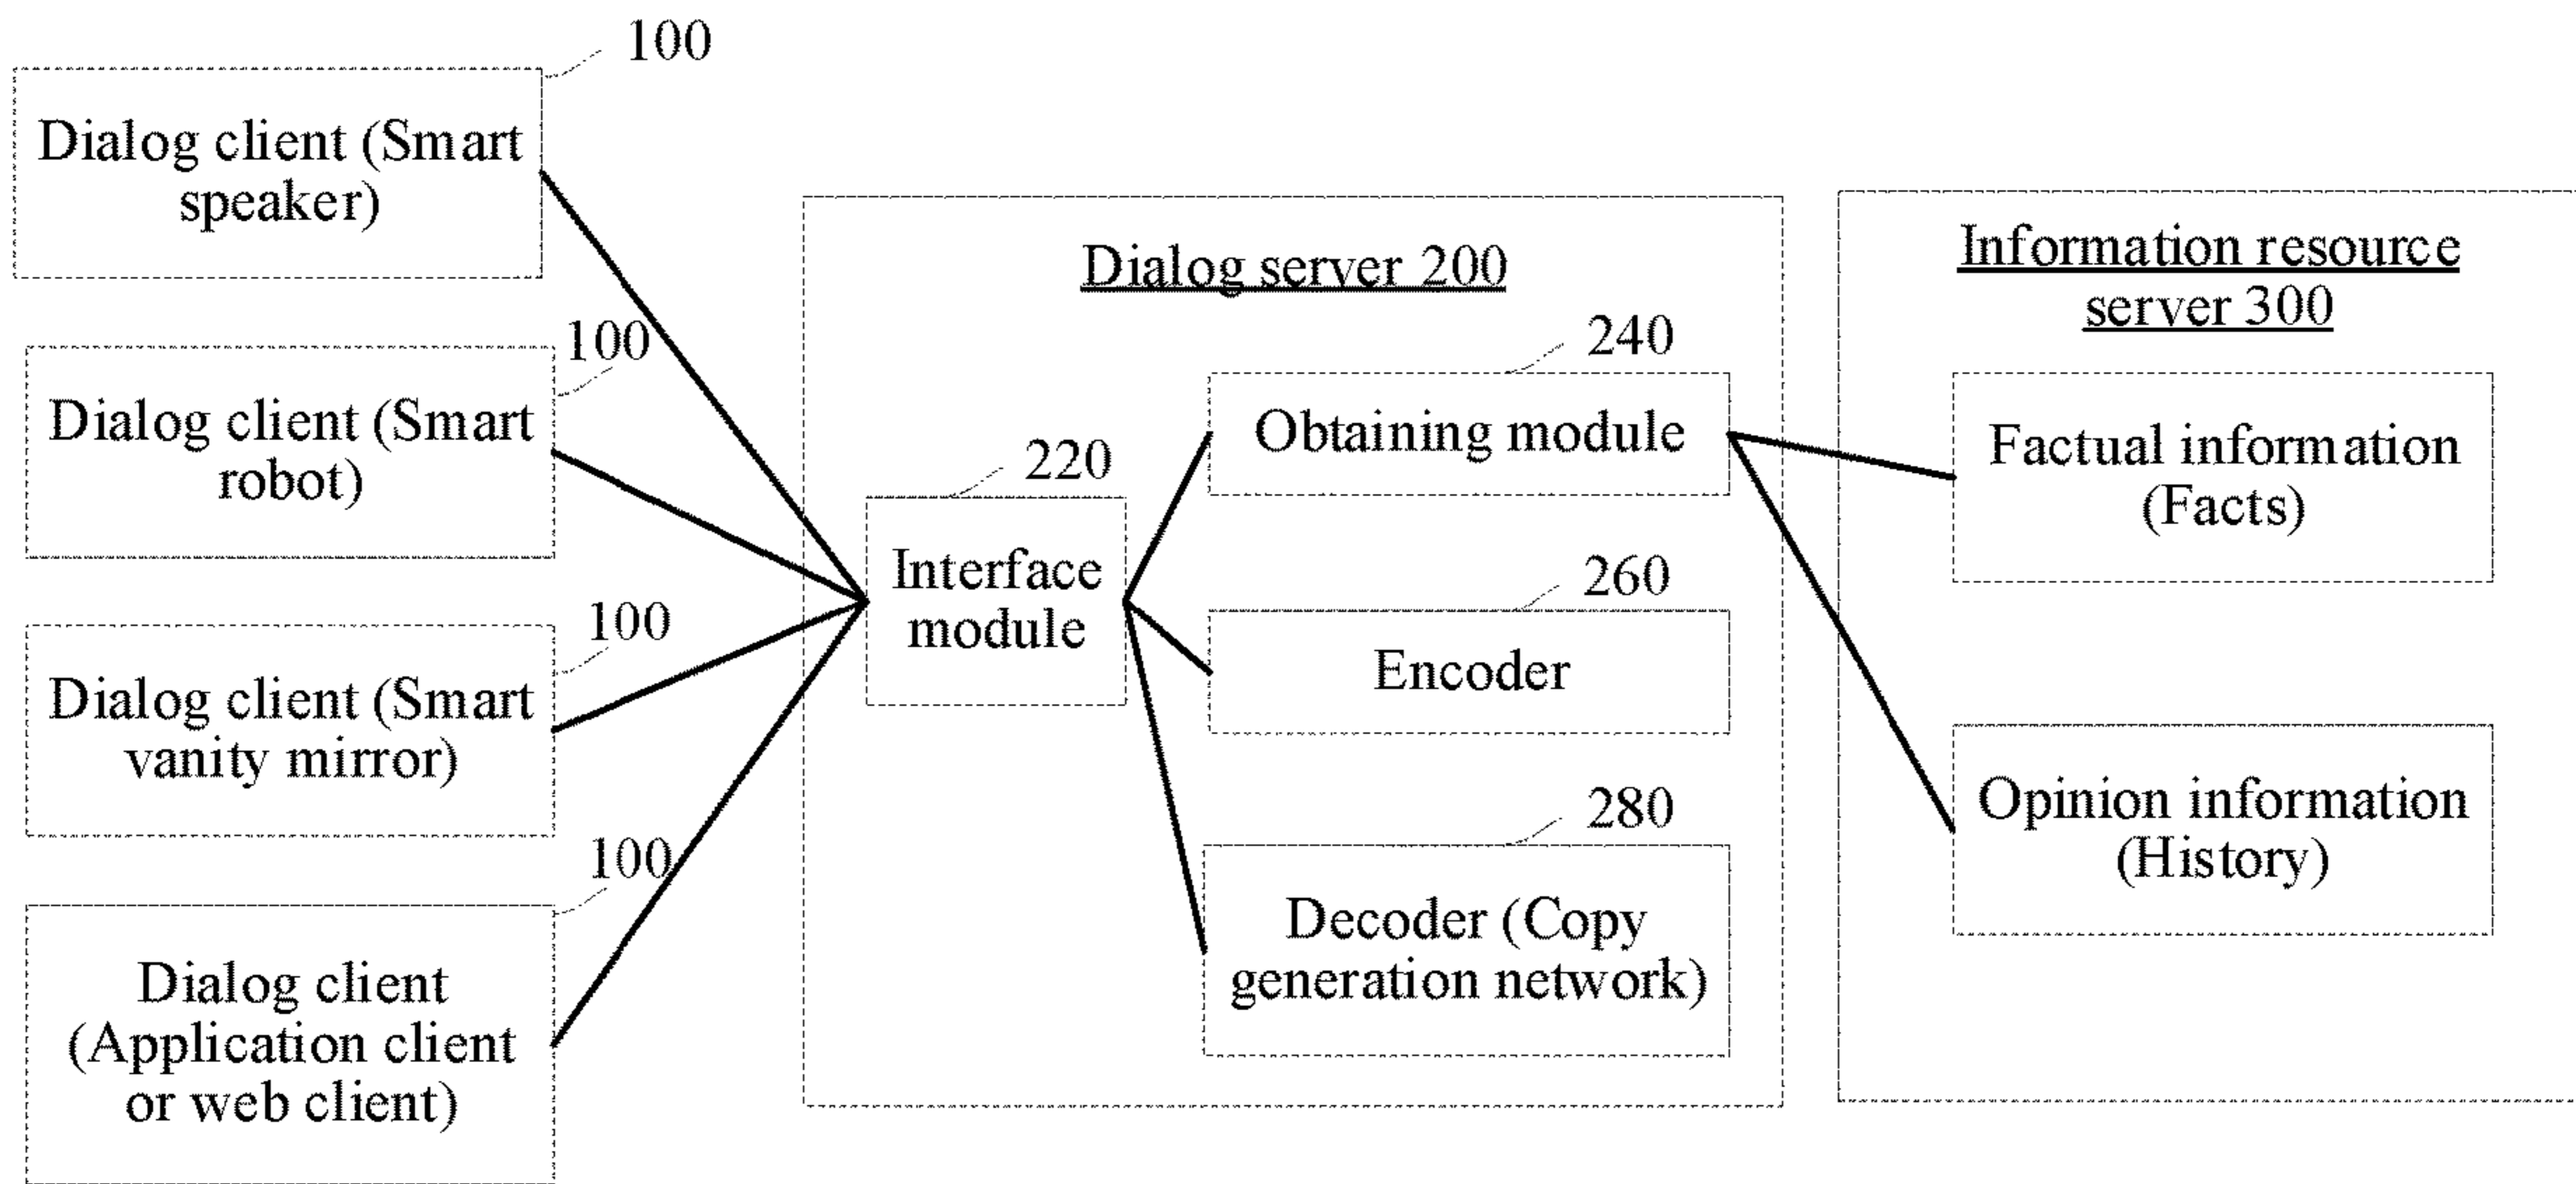 100
Dialog client (Smart
speaker)
100
Dialog client (Smart
robot)
100
Dialog client (Smart
vanity mirror)
100
Dialog client
(Application client
or web client)
Dialog server 200
220
Interface
module
240
Obtaining module
260
Encoder
280
Decoder (Copy
generation network)
Information resource
server 300
Factual information
(Facts)
Opinion information
(History)